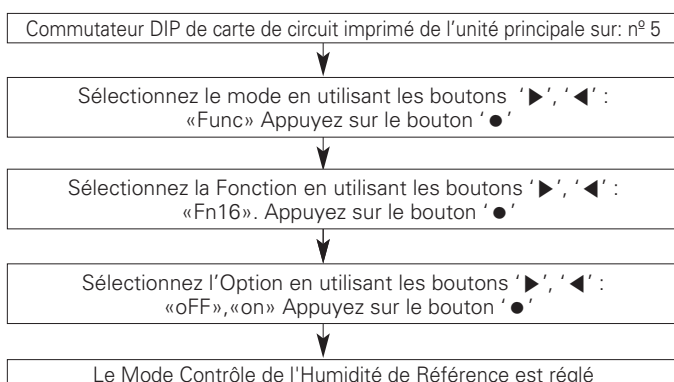 Commutateur DIP de carte de circuit imprimé de l’unité principale sur: nº 5
Sélectionnez le mode en utilisant les boutons ‘▶’, ‘◀’ :
«Func» Appuyez sur le bouton ‘●’
Sélectionnez la Fonction en utilisant les boutons ‘▶’, ‘◀’ :
«Fn16». Appuyez sur le bouton ‘●’
Sélectionnez l’Option en utilisant les boutons ‘▶’, ‘◀’ :
«oFF»,«on» Appuyez sur le bouton ‘●’
Le Mode Contrôle de l'Humidité de Référence est réglé